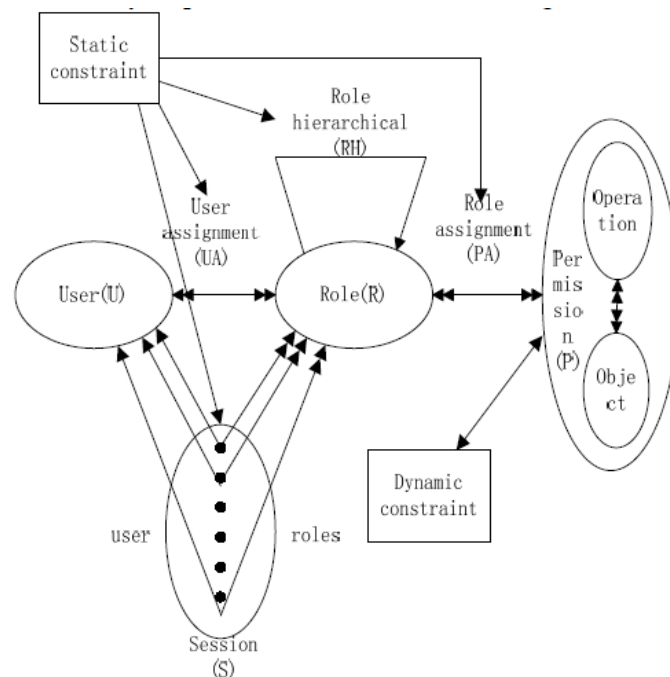 Static
constraint
Role
hierarchical
(RH)
User
assignment
(UA)
Role
assignment
(PA)
Opera
tion
User(U)
Role(R)
Per
mis
sio
n
(P)
Obje
ct
Dynamic
constraint
user
roles
Session
(S)